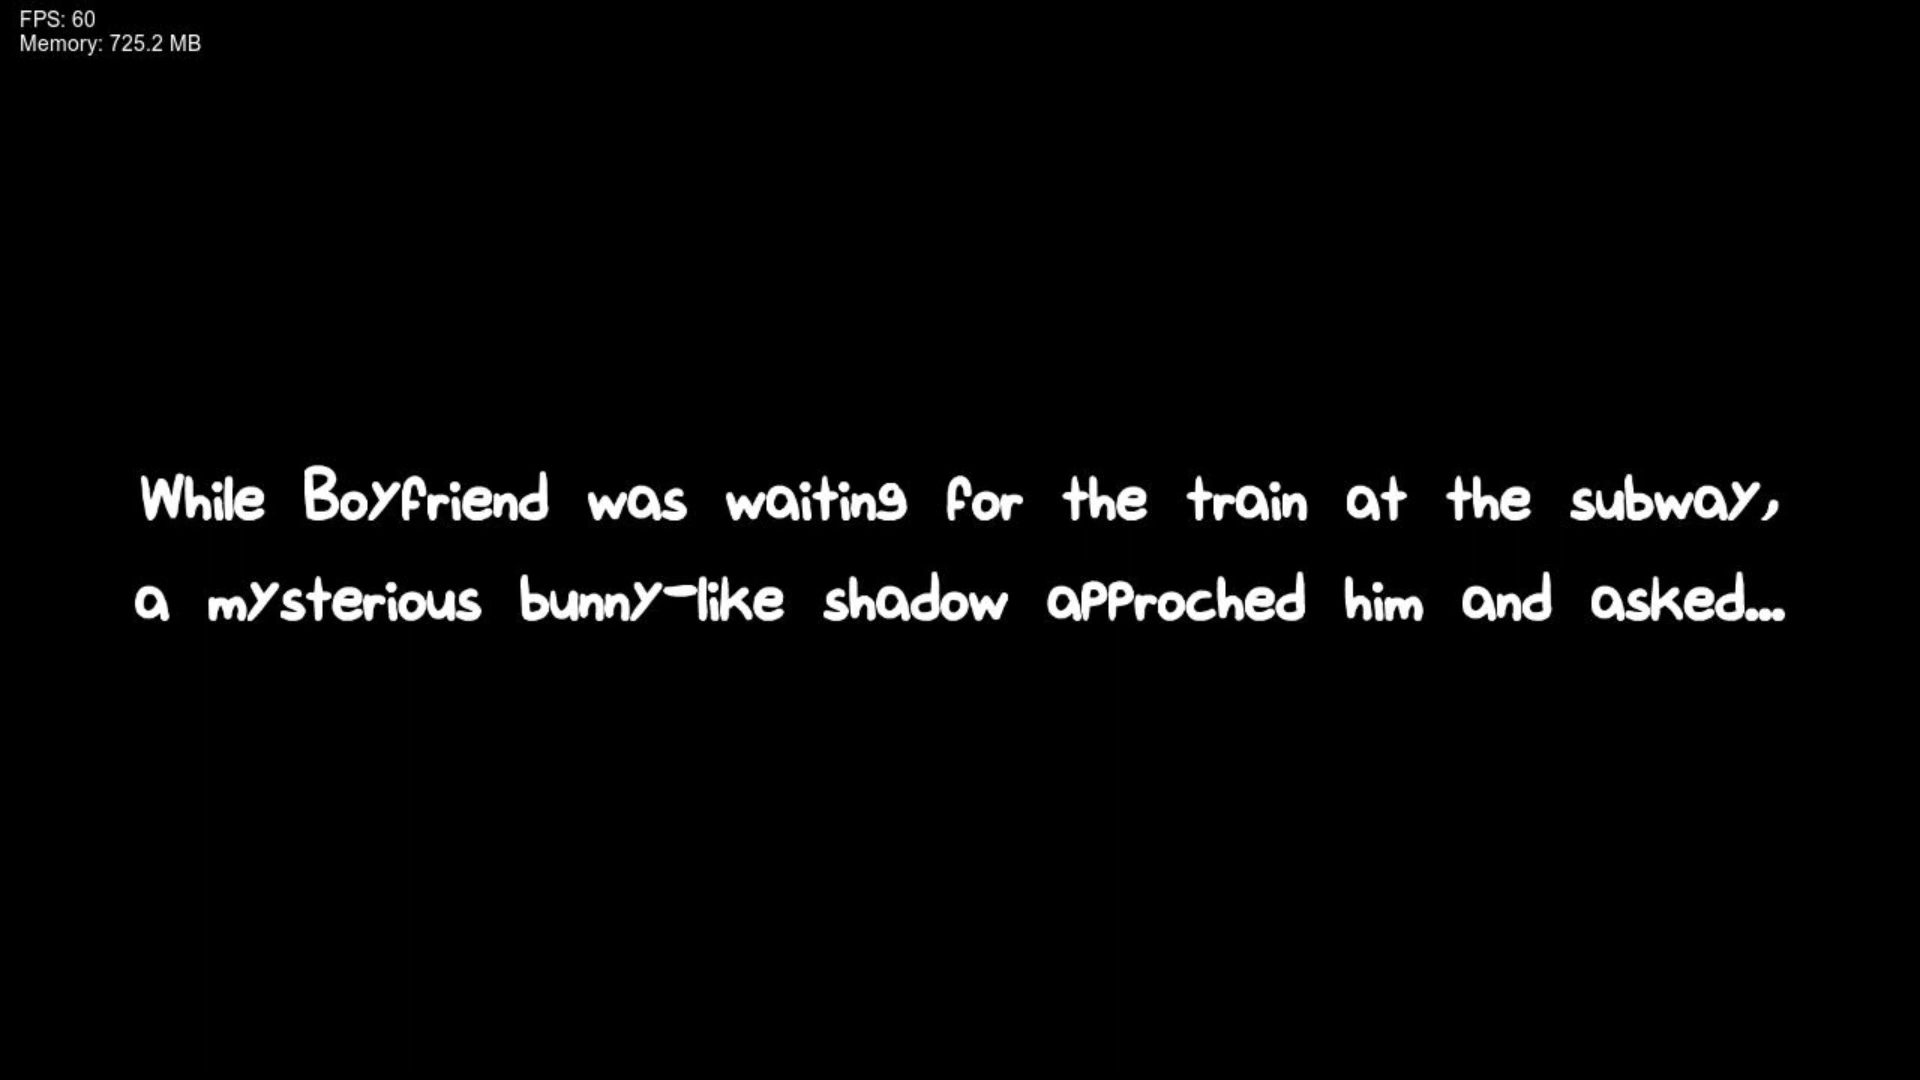 FPS: 60
Memory: 725.2 MB
While Boyfriend was waiting for the train at the subway,
a mysterious bunny-like shadow approched him and asked...